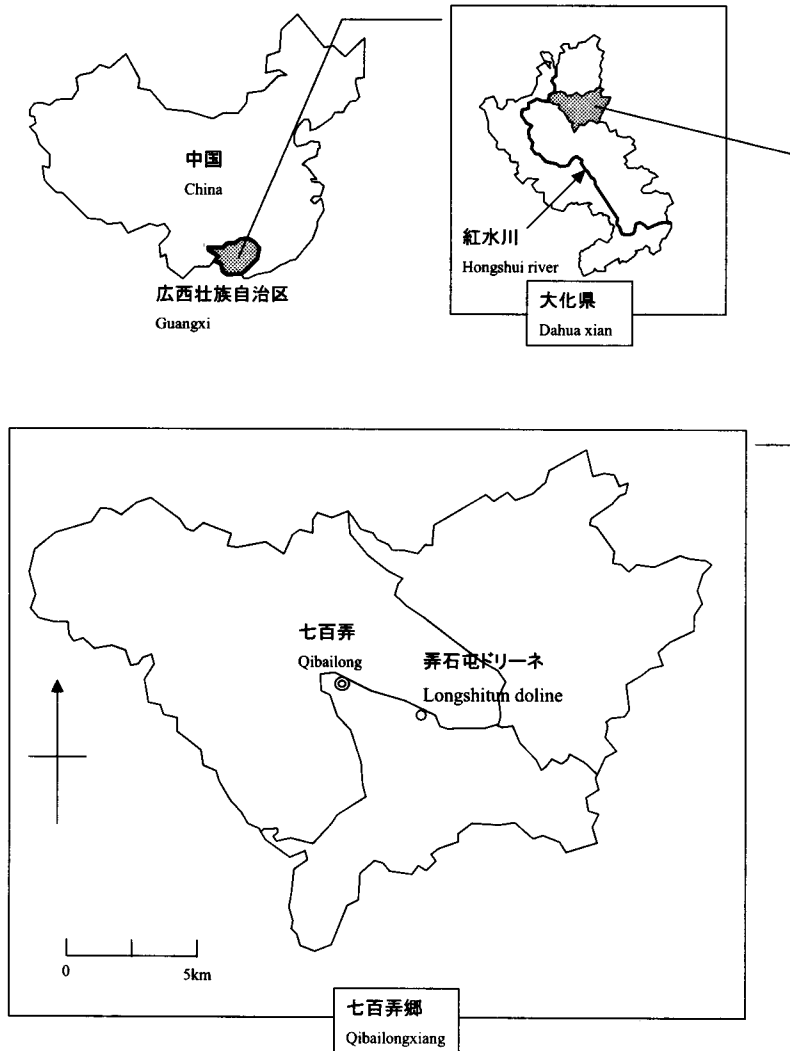 中国
China
広西壮族自治区
Guangxi
紅水川
Hongshui river
大化県
Dahua xian
七百弄
Qibailong
弄石屯ドリーネ
Longshitun doline
0
5km
七百弄郷
Qibailongxiang